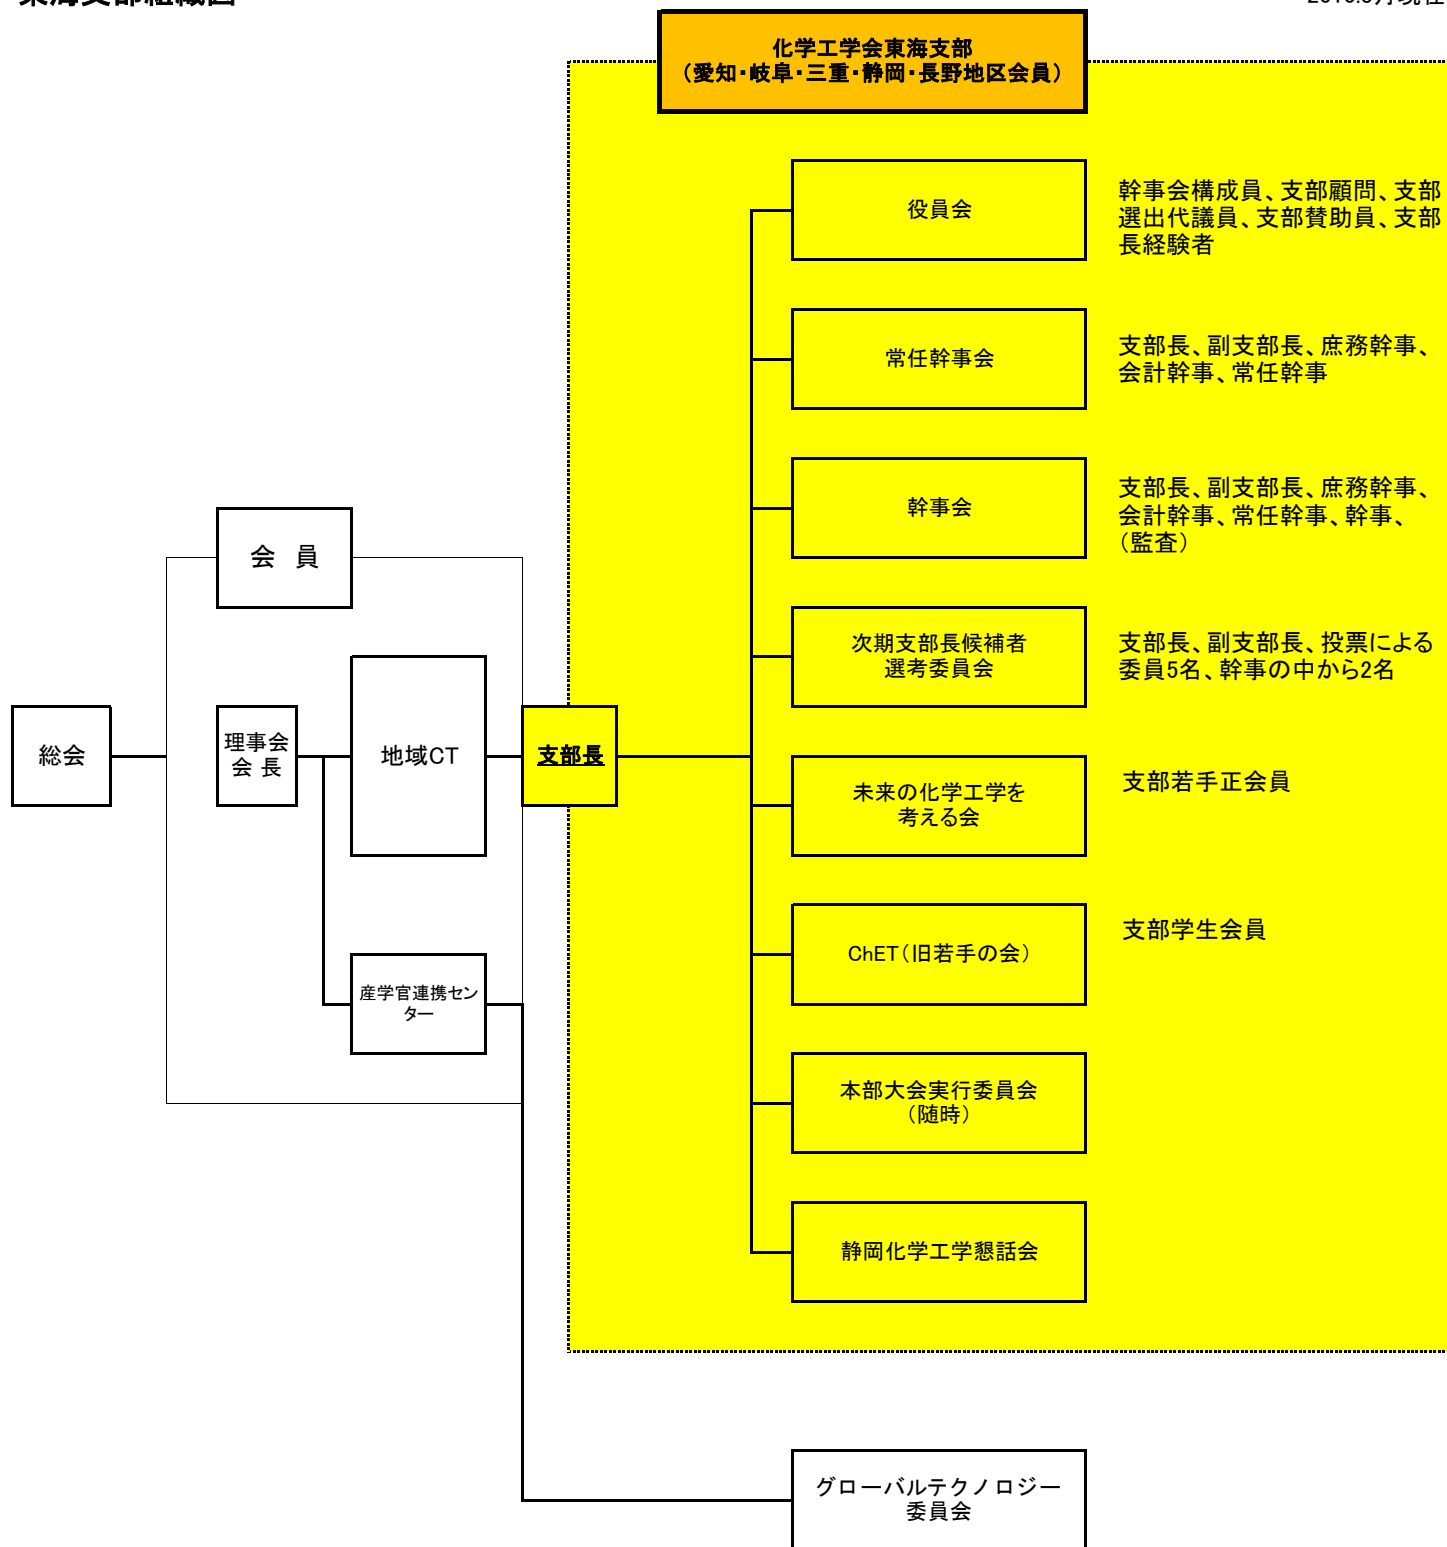 東海支部組織図
化学工学会東海支部
（愛知・岐阜・三重・静岡・長野地区会員）
役員会
幹事会構成員、支部顧問、支部
選出代議員、支部賛助員、支部
長経験者
常任幹事会
支部長、副支部長、庶務幹事、
会計幹事、常任幹事
幹事会
支部長、副支部長、庶務幹事、
会計幹事、常任幹事、幹事、
（監査）
会　員
次期支部長候補者
選考委員会
支部長、副支部長、投票による
委員5名、幹事の中から2名
総会
理事会
会 長
地域CT
支部長
未来の化学工学を
考える会
支部若手正会員
ChET（旧若手の会）
支部学生会員
産学官連携セン
ター
本部大会実行委員会
（随時）
静岡化学工学懇話会
グローバルテクノロジー
委員会